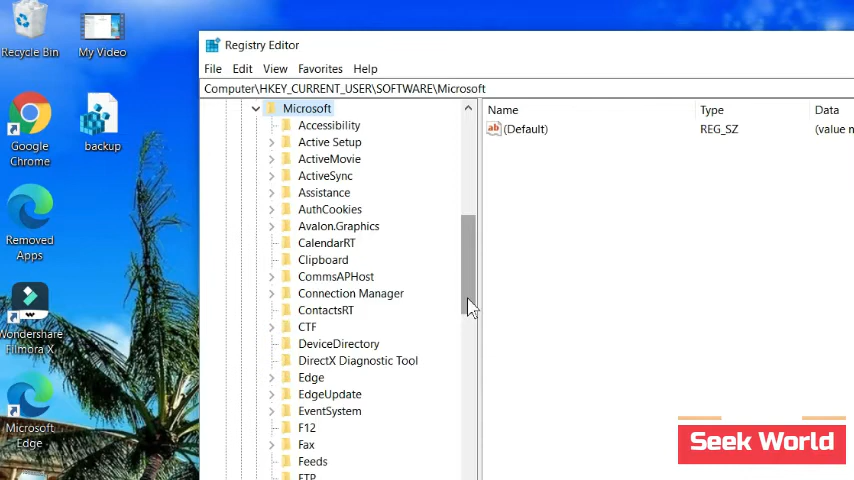 Recycle Bin
My Video
Google
Chrome
backup
Removed
Apps
Wondershare
Filmora X
Microsoft
Edge
Registry Editor
File Edit View Favorites Help
Computer\HKEY_CURRENT_USER\SOFTWARE\Microsoft
Microsoft
Accessibility
Active Setup
ActiveMovie
ActiveSync
Assistance
AuthCookies
Avalon.Graphics
CalendarRT
Clipboard
CommsAPHost
Connection Manager
ContactsRT
CTF
DeviceDirectory
DirectX Diagnostic Tool
Edge
EdgeUpdate
EventSystem
F12
Fax
Feeds
FTP
Name Type Data
ab (Default) REG_SZ (value n
Seek World